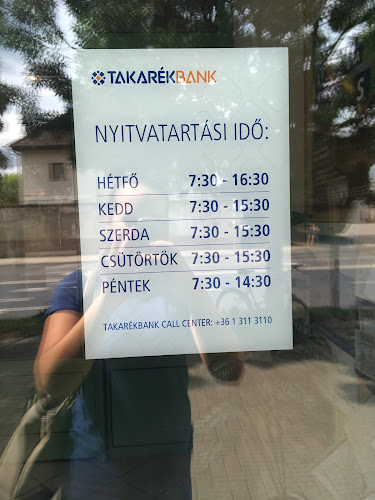 TAKARÉKBANK
NYITVATARTÁSI IDŐ:
HÉTFŐ 7:30 - 16:30
KEDD 7:30 - 15:30
SZERDA 7:30 - 15:30
CSÜTÖRTÖK 7:30 - 15:30
PÉNTEK 7:30 - 14:30
TAKARÉKBANK CALL CENTER: +36 1 311 3110